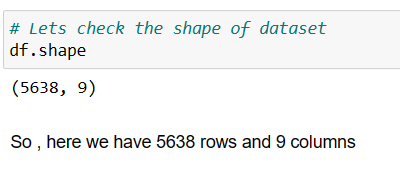 # Lets check the shape of dataset
df.shape
(5638, 9)
So , here we have 5638 rows and 9 columns